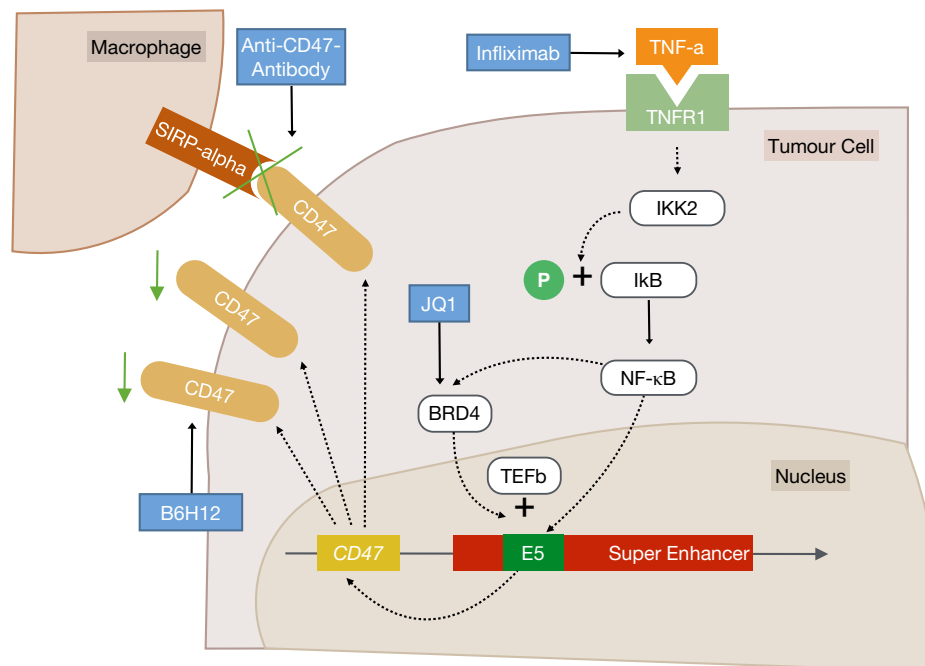 Macrophage
Anti-CD47-
Antibody
Infliximab
TNF-a
TNFR1
Tumour Cell
SIRP-alpha
CD47
IKK2
P
+
IkB
CD47
JQ1
CD47
NF-κB
BRD4
TEFb
+
Nucleus
B6H12
CD47
E5
Super Enhancer